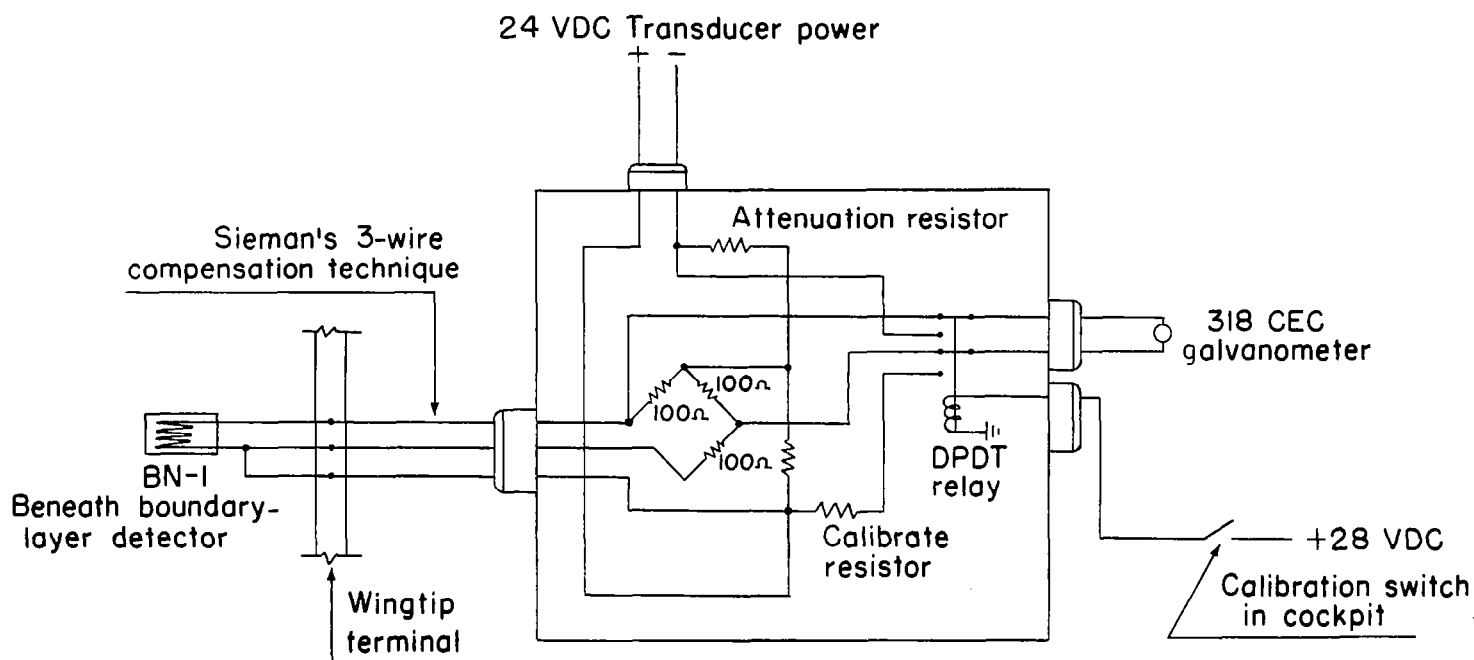 24 VDC Transducer power
+ −
Attenuation resistor
Sieman's 3-wire
compensation technique
318 CEC
galvanometer
100Ω
100Ω
100Ω
BN-1
Beneath boundary-
layer detector
DPDT
relay
Calibrate
resistor
+28 VDC
Calibration switch
in cockpit
Wingtip
terminal